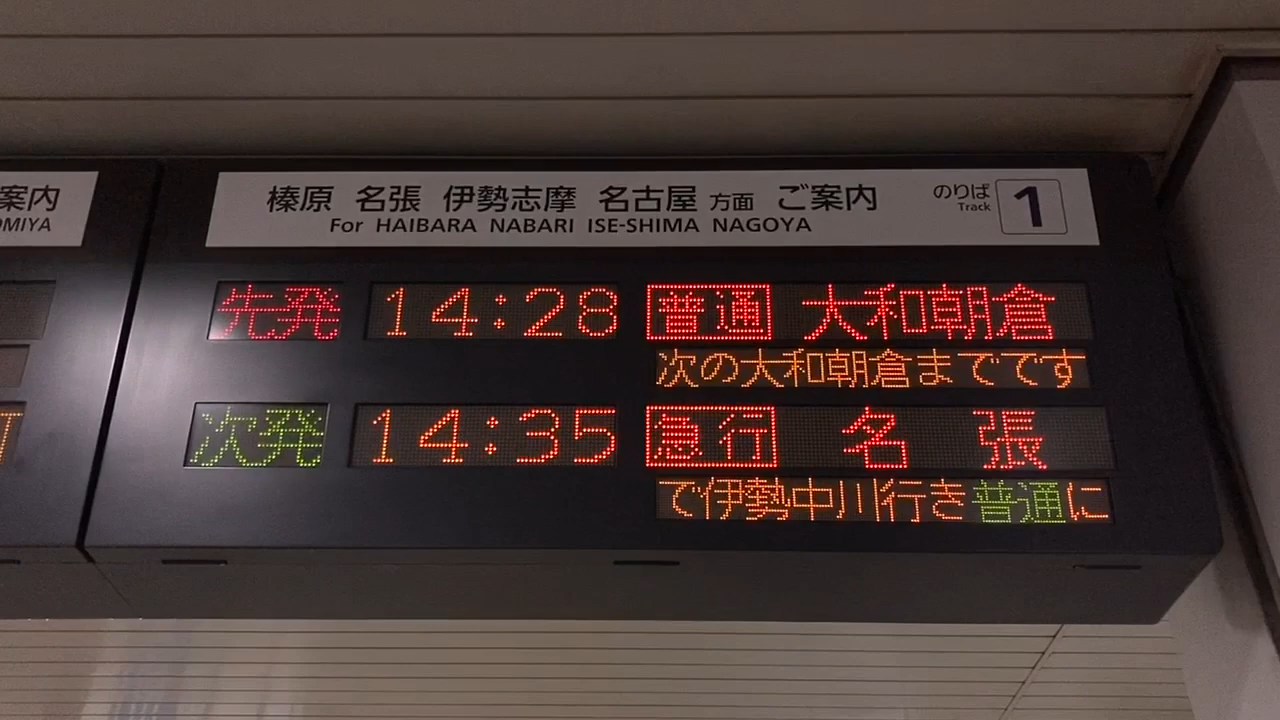 案内
OMIYA
榛原 名張 伊勢志摩 名古屋 方面 ご案内
For HAIBARA NABARI ISE-SHIMA NAGOYA
のりば
Track
1
先発 14:28 普通 大和朝倉
次の大和朝倉までです
次発 14:35 急行 名張
で伊勢中川行き普通に